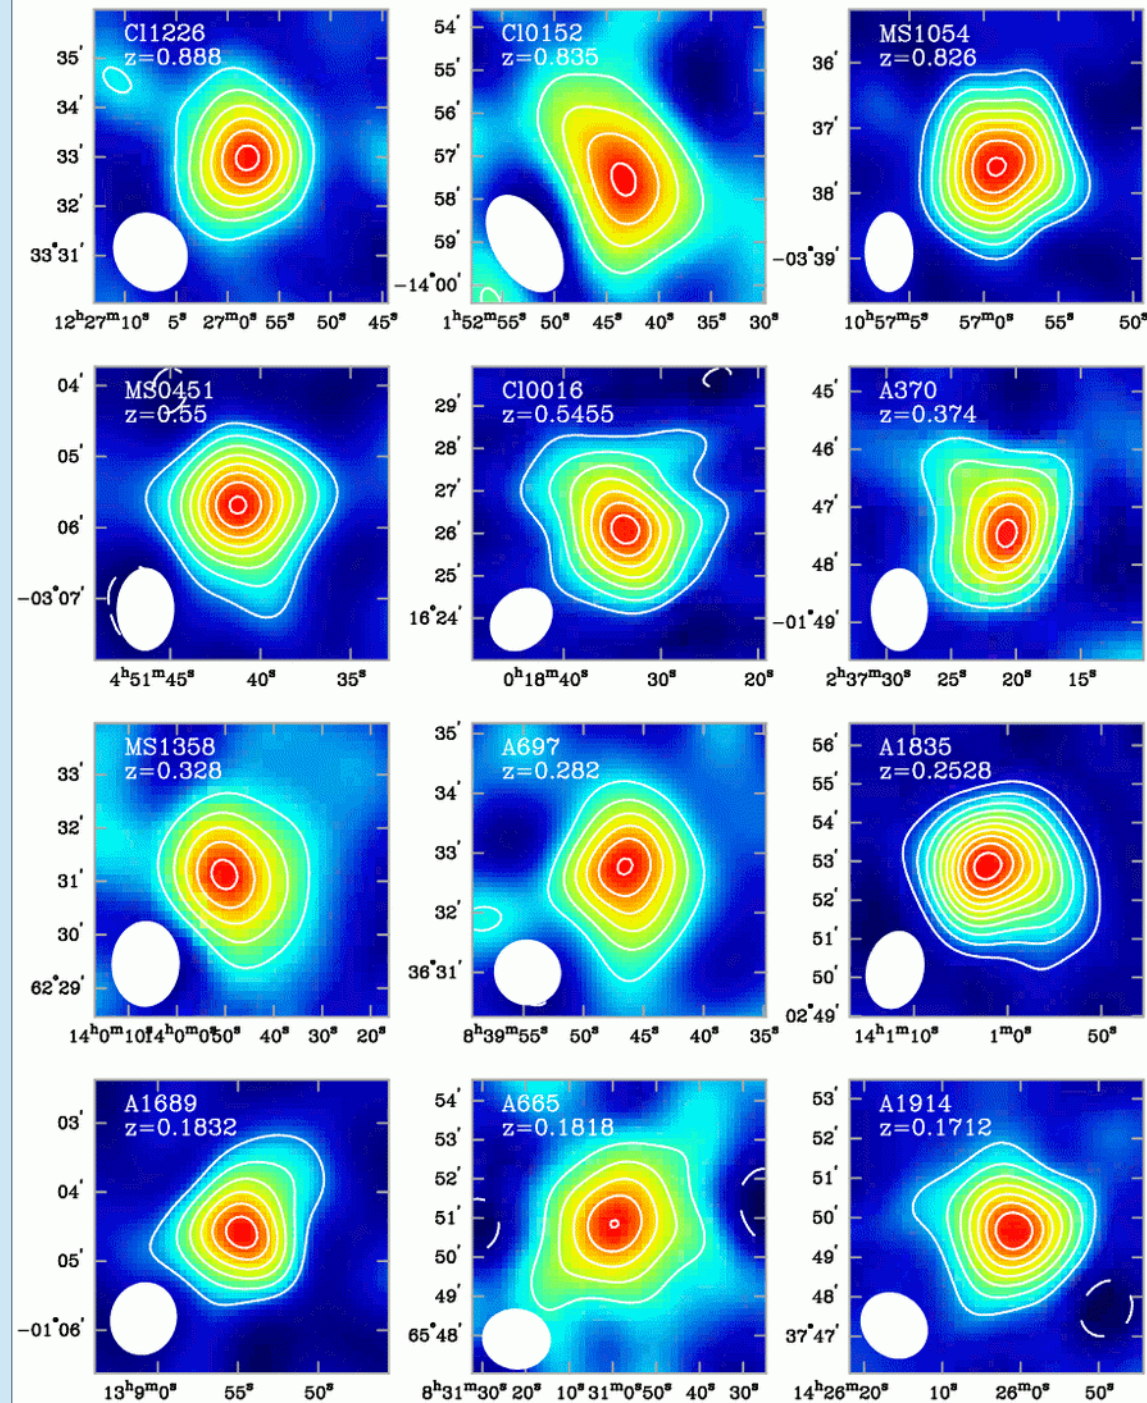 Cl1226
z=0.888
35'
34'
33'
32'
33°31'
12ʰ27ᵐ10ˢ 5ˢ 27ᵐ0ˢ 55ˢ 50ˢ 45ˢ
Cl0152
z=0.835
54'
55'
56'
57'
58'
59'
−14°00'
1ʰ52ᵐ55ˢ 50ˢ 45ˢ 40ˢ 35ˢ 30ˢ
MS1054
z=0.826
36'
37'
38'
−03°39'
10ʰ57ᵐ5ˢ 57ᵐ0ˢ 55ˢ 50ˢ
MS0451
z=0.55
04'
05'
06'
−03°07'
4ʰ51ᵐ45ˢ 40ˢ 35ˢ
Cl0016
z=0.5455
29'
28'
27'
26'
25'
16°24'
0ʰ18ᵐ40ˢ 30ˢ 20ˢ
A370
z=0.374
45'
46'
47'
48'
−01°49'
2ʰ37ᵐ30ˢ 25ˢ 20ˢ 15ˢ
MS1358
z=0.328
33'
32'
31'
30'
62°29'
14ʰ0ᵐ10ˢ 14ʰ0ᵐ0ˢ 50ˢ 40ˢ 30ˢ 20ˢ
A697
z=0.282
35'
34'
33'
32'
36°31'
8ʰ39ᵐ55ˢ 50ˢ 45ˢ 40ˢ 35ˢ
A1835
z=0.2528
56'
55'
54'
53'
52'
51'
50'
02°49'
14ʰ1ᵐ10ˢ 1ᵐ0ˢ 50ˢ
A1689
z=0.1832
03'
04'
05'
−01°06'
13ʰ9ᵐ0ˢ 55ˢ 50ˢ
A665
z=0.1818
54'
53'
52'
51'
50'
49'
65°48'
8ʰ31ᵐ30ˢ 20ˢ 10ˢ 31ᵐ0ˢ 50ˢ 40ˢ 30ˢ
A1914
z=0.1712
53'
52'
51'
50'
49'
48'
37°47'
14ʰ26ᵐ20ˢ 10ˢ 26ᵐ0ˢ 50ˢ